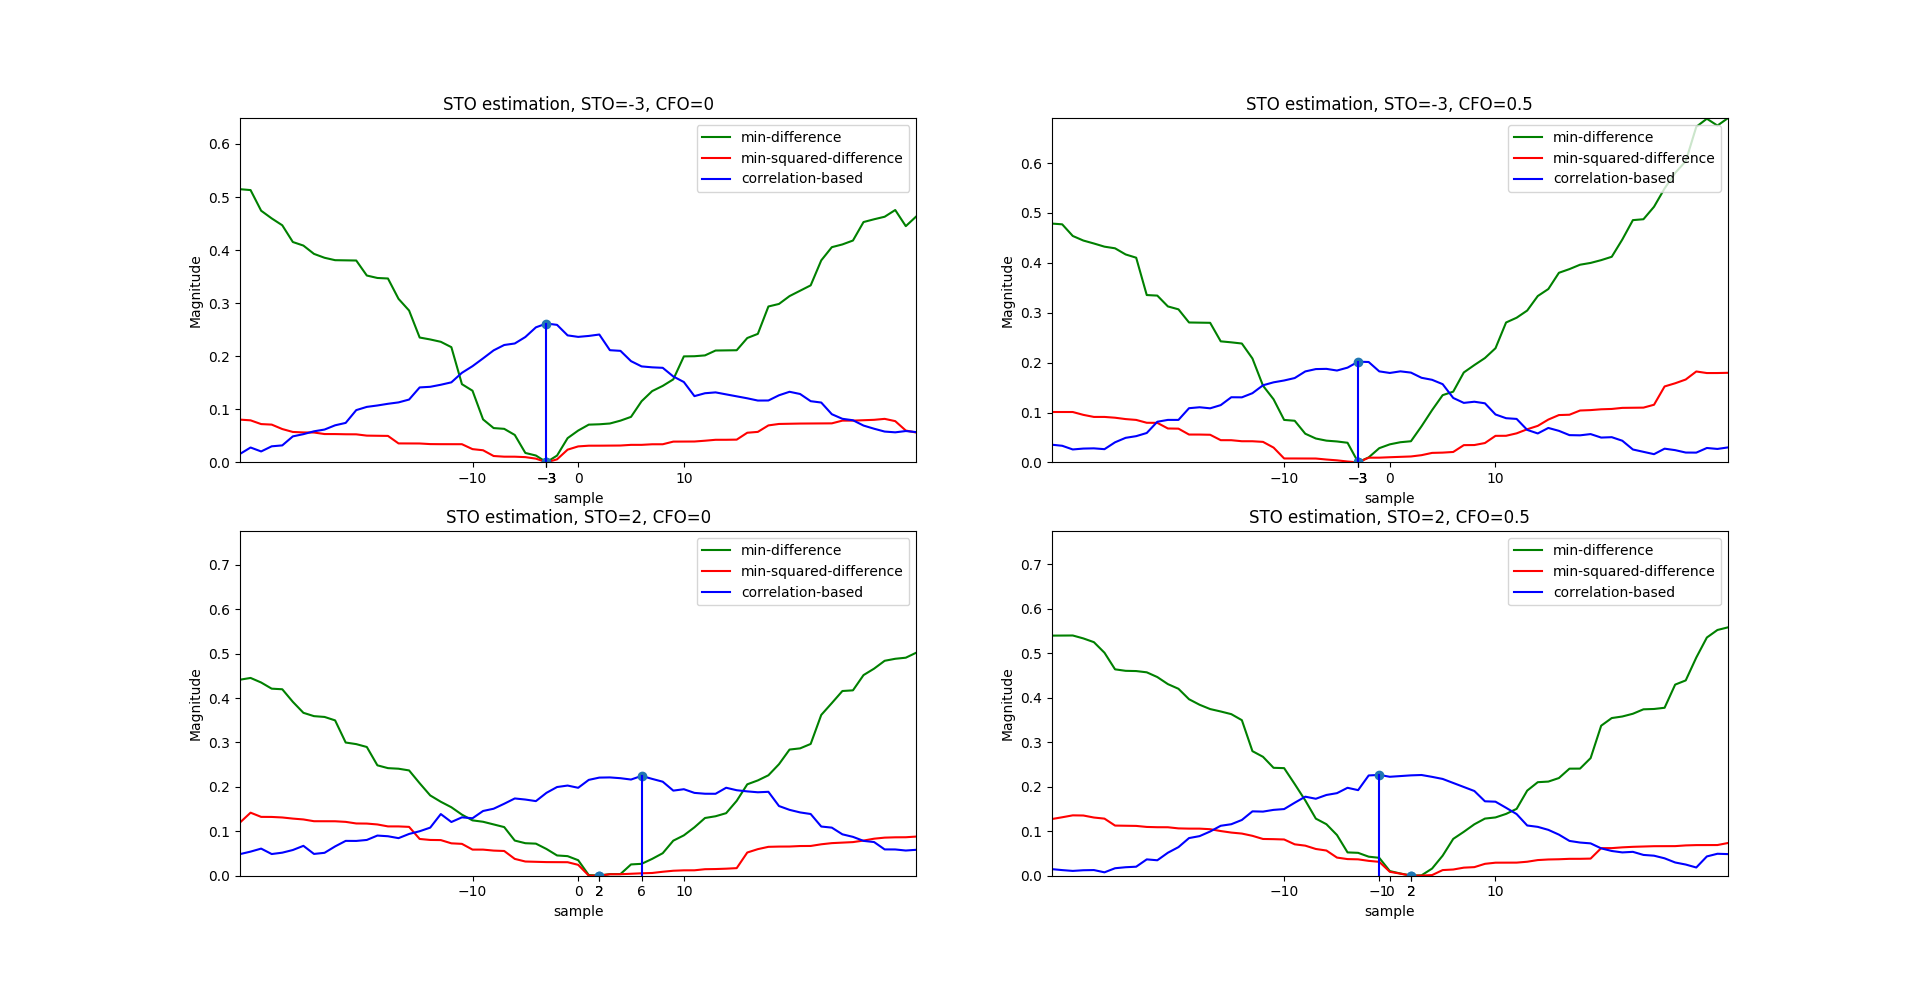 STO estimation, STO=-3, CFO=0
Magnitude
0.6
0.5
0.4
0.3
0.2
0.1
0.0
min-difference
min-squared-difference
correlation-based
−10 −3 0 10
sample
STO estimation, STO=-3, CFO=0.5
Magnitude
0.6
0.5
0.4
0.3
0.2
0.1
0.0
min-difference
min-squared-difference
correlation-based
−10 −3 0 10
sample
STO estimation, STO=2, CFO=0
Magnitude
0.7
0.6
0.5
0.4
0.3
0.2
0.1
0.0
min-difference
min-squared-difference
correlation-based
−10 0 2 6 10
sample
STO estimation, STO=2, CFO=0.5
Magnitude
0.7
0.6
0.5
0.4
0.3
0.2
0.1
0.0
min-difference
min-squared-difference
correlation-based
−10 −1 0 2 10
sample